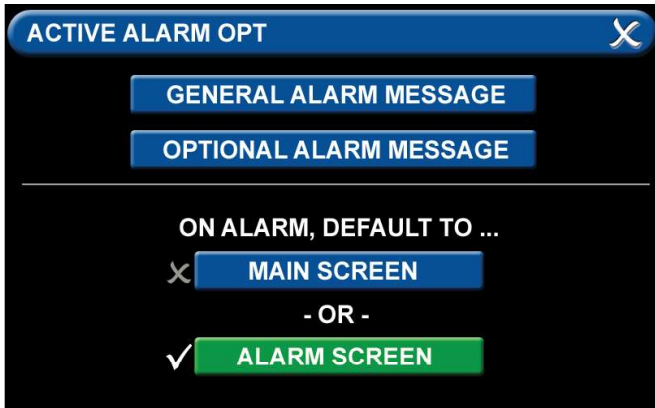 ACTIVE ALARM OPT
GENERAL ALARM MESSAGE
OPTIONAL ALARM MESSAGE
ON ALARM, DEFAULT TO ...
MAIN SCREEN
- OR -
ALARM SCREEN